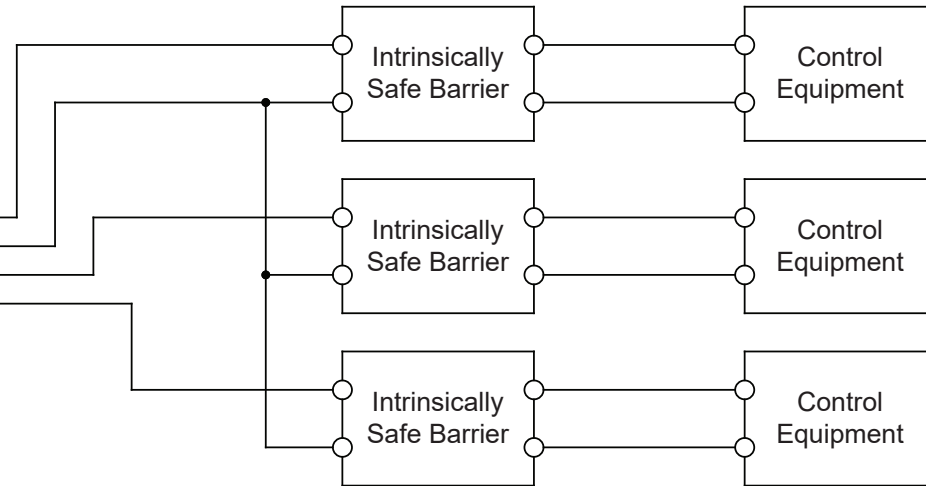 Intrinsically
Safe Barrier
Control
Equipment
Intrinsically
Safe Barrier
Control
Equipment
Intrinsically
Safe Barrier
Control
Equipment